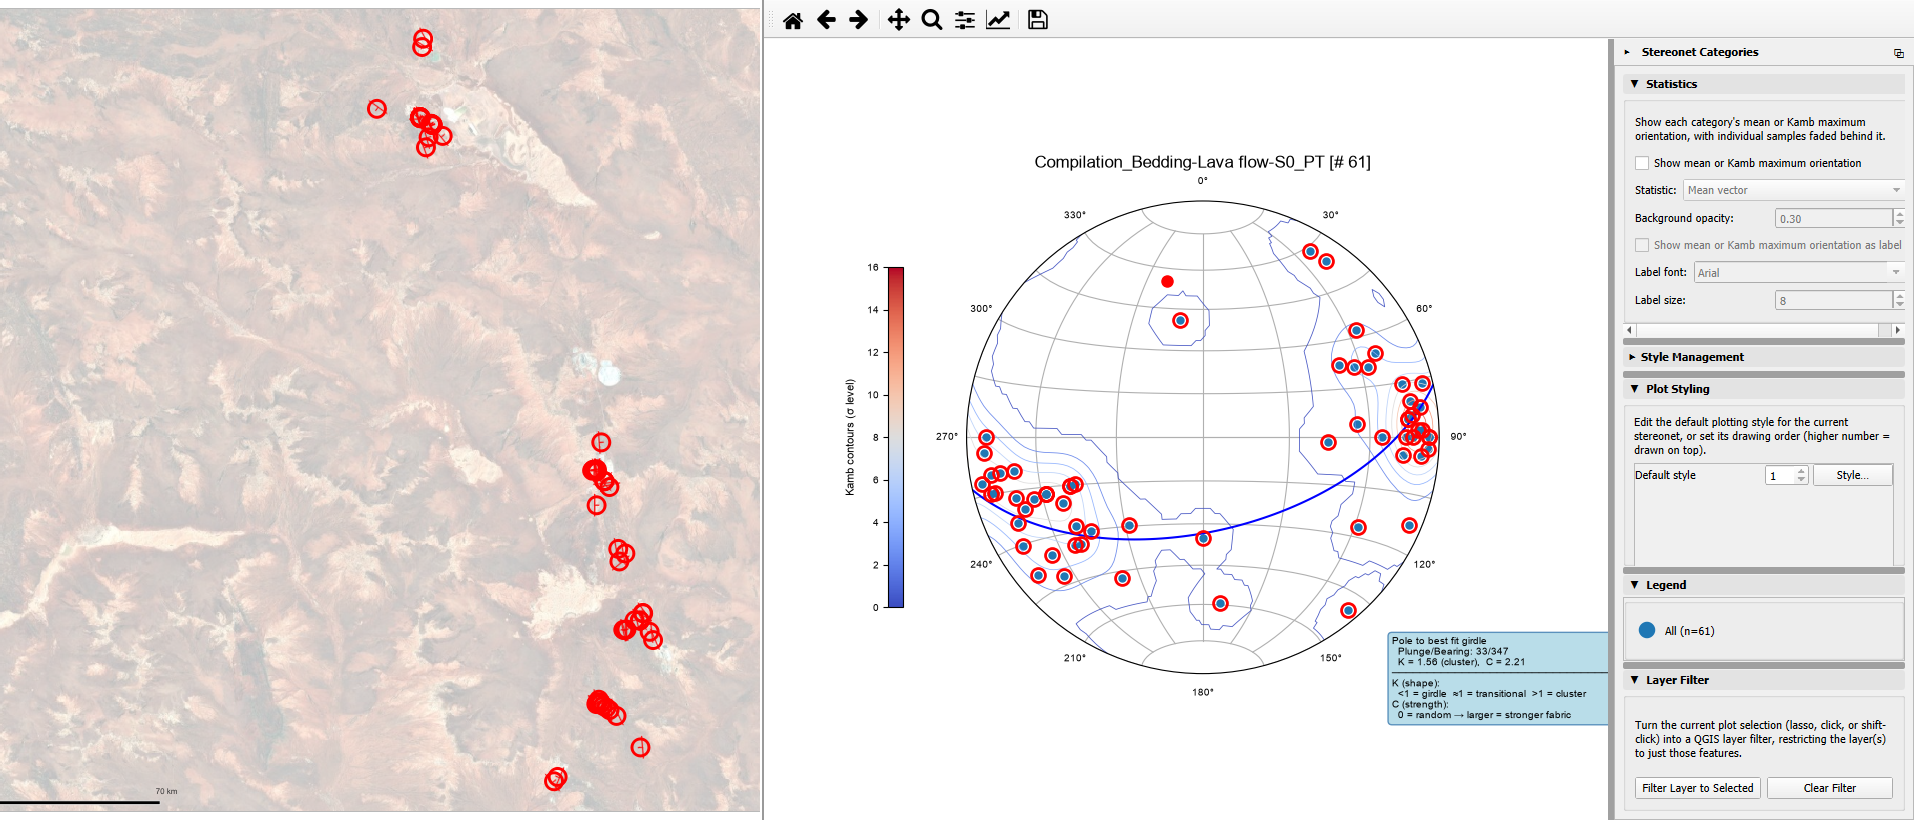 70 km
Compilation_Bedding-Lava flow-S0_PT [# 61]
0°
30°
60°
90°
120°
150°
180°
210°
240°
270°
300°
330°
Kamb contours (σ level)
16
14
12
10
8
6
4
2
0
Pole to best fit girdle
Plunge/Bearing: 33/347
K = 1.56 (cluster), C = 2.21
K (shape):
<1 = girdle ≈1 = transitional >1 = cluster
C (strength):
0 = random → larger = stronger fabric
Stereonet Categories
Statistics
Show each category's mean or Kamb maximum
orientation, with individual samples faded behind it.
Show mean or Kamb maximum orientation
Statistic: Mean vector
Background opacity: 0.30
Show mean or Kamb maximum orientation as label
Label font: Arial
Label size: 8
Style Management
Plot Styling
Edit the default plotting style for the current
stereonet, or set its drawing order (higher number =
drawn on top).
Default style 1 Style...
Legend
All (n=61)
Layer Filter
Turn the current plot selection (lasso, click, or shift-
click) into a QGIS layer filter, restricting the layer(s)
to just those features.
Filter Layer to Selected Clear Filter